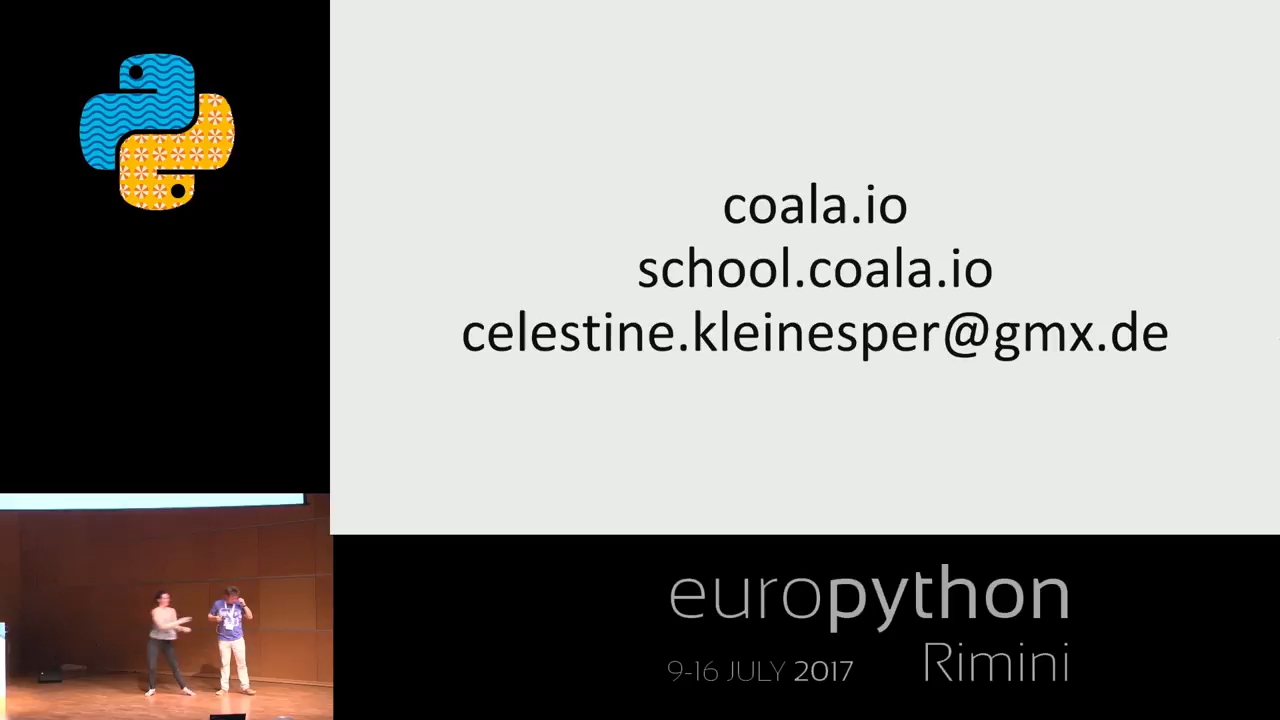 coala.io
school.coala.io
celestine.kleinesper@gmx.de
europython
Rimini
9-16 JULY 2017